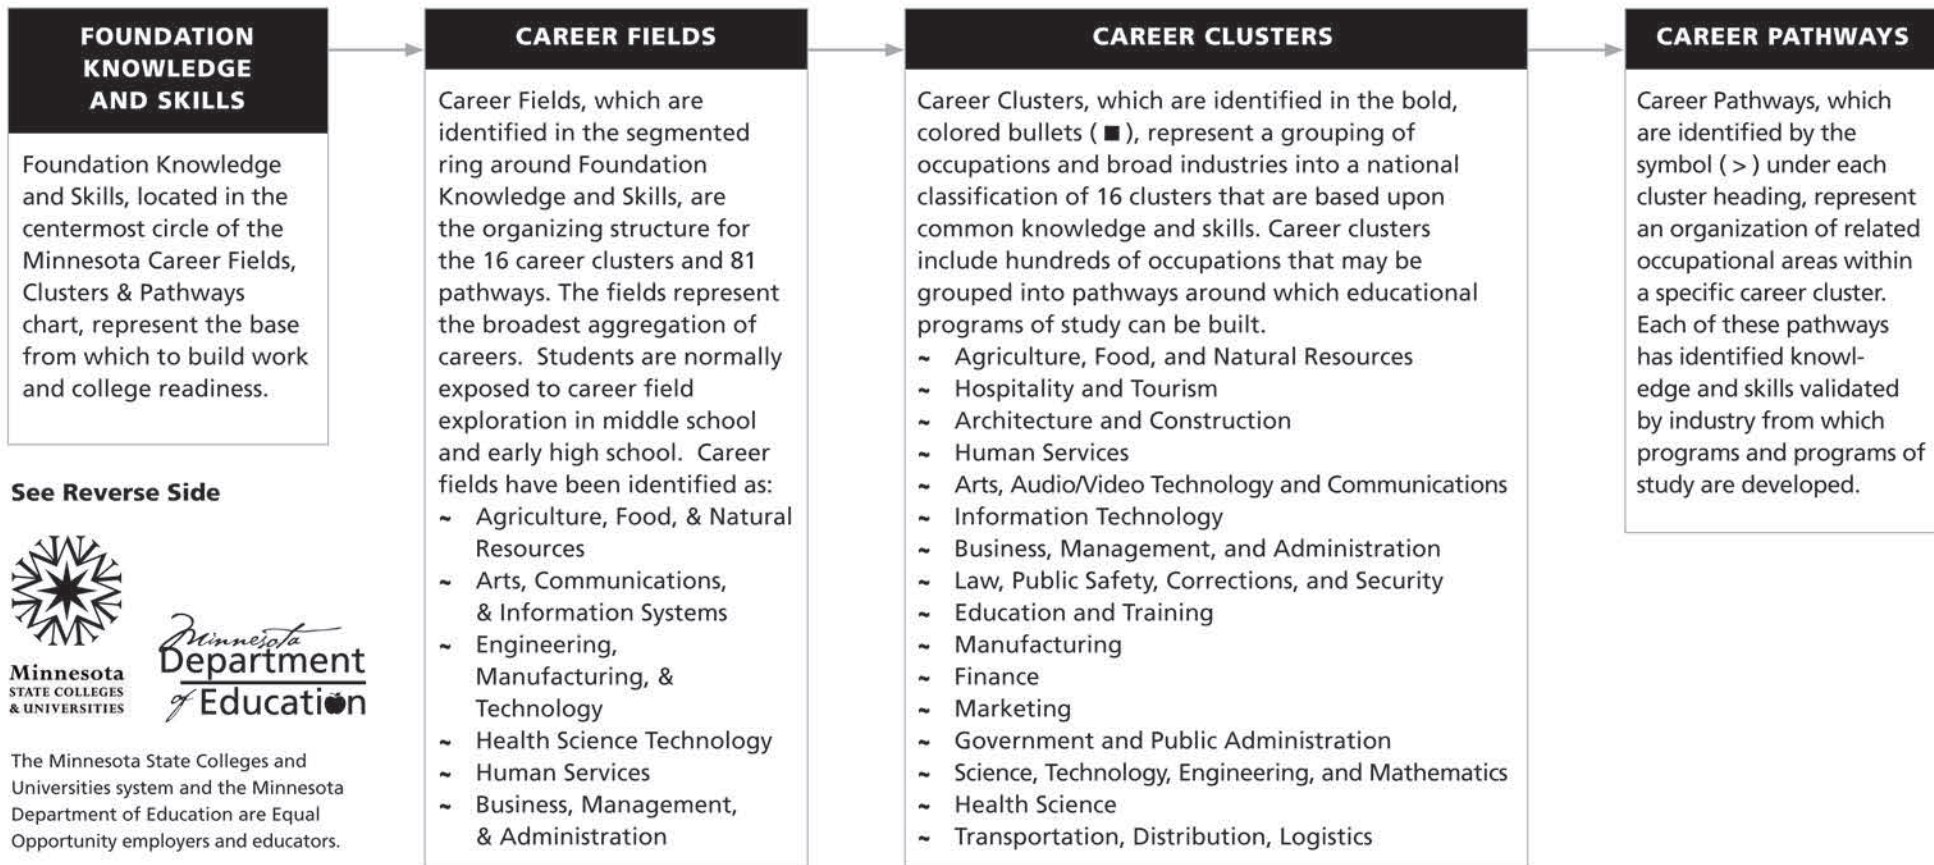 FOUNDATION
KNOWLEDGE
AND SKILLS
Foundation Knowledge
and Skills, located in the
centermost circle of the
Minnesota Career Fields,
Clusters & Pathways
chart, represent the base
from which to build work
and college readiness.
See Reverse Side
Minnesota
STATE COLLEGES
& UNIVERSITIES
Minnesota
Department
of Education
The Minnesota State Colleges and
Universities system and the Minnesota
Department of Education are Equal
Opportunity employers and educators.
CAREER FIELDS
Career Fields, which are
identified in the segmented
ring around Foundation
Knowledge and Skills, are
the organizing structure for
the 16 career clusters and 81
pathways. The fields represent
the broadest aggregation of
careers.  Students are normally
exposed to career field
exploration in middle school
and early high school.  Career
fields have been identified as:
~ Agriculture, Food, & Natural
Resources
~ Arts, Communications,
& Information Systems
~ Engineering,
Manufacturing, &
Technology
~ Health Science Technology
~ Human Services
~ Business, Management,
& Administration
CAREER CLUSTERS
Career Clusters, which are identified in the bold,
colored bullets ( ■ ), represent a grouping of
occupations and broad industries into a national
classification of 16 clusters that are based upon
common knowledge and skills. Career clusters
include hundreds of occupations that may be
grouped into pathways around which educational
programs of study can be built.
~ Agriculture, Food, and Natural Resources
~ Hospitality and Tourism
~ Architecture and Construction
~ Human Services
~ Arts, Audio/Video Technology and Communications
~ Information Technology
~ Business, Management, and Administration
~ Law, Public Safety, Corrections, and Security
~ Education and Training
~ Manufacturing
~ Finance
~ Marketing
~ Government and Public Administration
~ Science, Technology, Engineering, and Mathematics
~ Health Science
~ Transportation, Distribution, Logistics
CAREER PATHWAYS
Career Pathways, which
are identified by the
symbol ( > ) under each
cluster heading, represent
an organization of related
occupational areas within
a specific career cluster.
Each of these pathways
has identified knowl-
edge and skills validated
by industry from which
programs and programs of
study are developed.